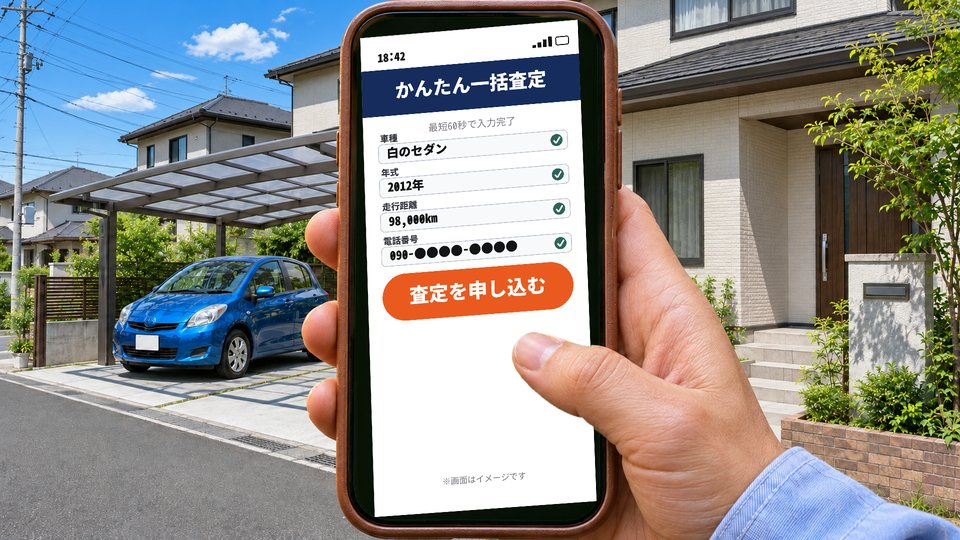 18:42
かんたん一括査定
最短60秒で入力完了
車種
白のセダン
年式
2012年
走行距離
98,000km
電話番号
090-●●●●-●●●●
査定を申し込む
※画面はイメージです